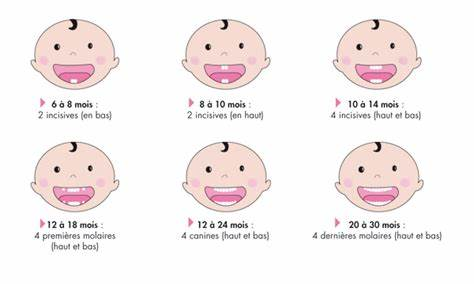 6 à 8 mois :
2 incisives (en bas)
8 à 10 mois :
2 incisives (en haut)
10 à 14 mois :
4 incisives (haut et bas)
12 à 18 mois :
4 premières molaires
(haut et bas)
12 à 24 mois :
4 canines (haut et bas)
20 à 30 mois :
4 dernières molaires (haut et bas)